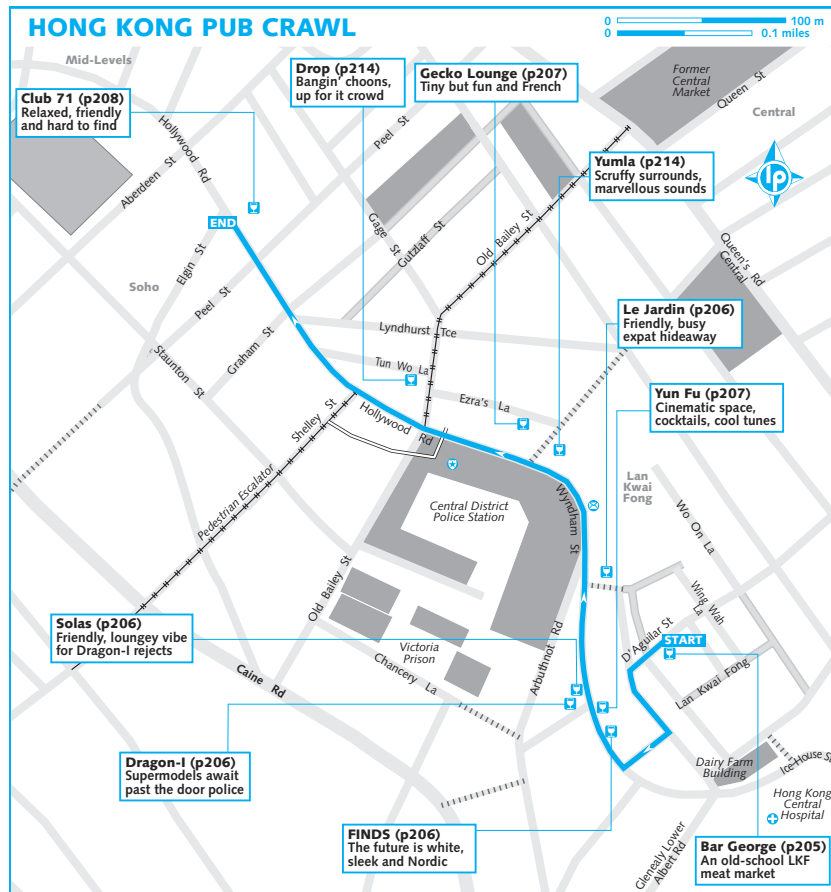 HONG KONG PUB CRAWL
0 100 m
0 0.1 miles
Mid-Levels
Club 71 (p208)
Relaxed, friendly
and hard to find
Drop (p214)
Bangin' choons,
up for it crowd
Gecko Lounge (p207)
Tiny but fun and French
Former
Central
Market
Queen St
Central
Yumla (p214)
Scruffy surrounds,
marvellous sounds
lp
Hollywood Rd
Aberdeen St
Peel St
END
Elgin St
Gage St
Gutzlaff St
Old Bailey St
Queen's Rd
Central
Soho
Peel St
Graham St
Staunton St
Lyndhurst Tce
Tun Wo La
Le Jardin (p206)
Friendly, busy
expat hideaway
Ezra's La
Shelley St
Hollywood Rd
Yun Fu (p207)
Cinematic space,
cocktails, cool tunes
Pedestrian Escalator
Central District
Police Station
Wyndham St
Lan
Kwai
Fong
Wo On La
Old Bailey St
Wing Wah
La
Solas (p206)
Friendly, loungey vibe
for Dragon-I rejects
Victoria
Prison
Arbuthnot Rd
D'Aguilar St
START
Chancery La
Caine Rd
Lan Kwai Fong
Dragon-I (p206)
Supermodels await
past the door police
Dairy Farm
Building
Ice House St
Hong Kong
Central
Hospital
FINDS (p206)
The future is white,
sleek and Nordic
Glenealy Lower
Albert Rd
Bar George (p205)
An old-school LKF
meat market